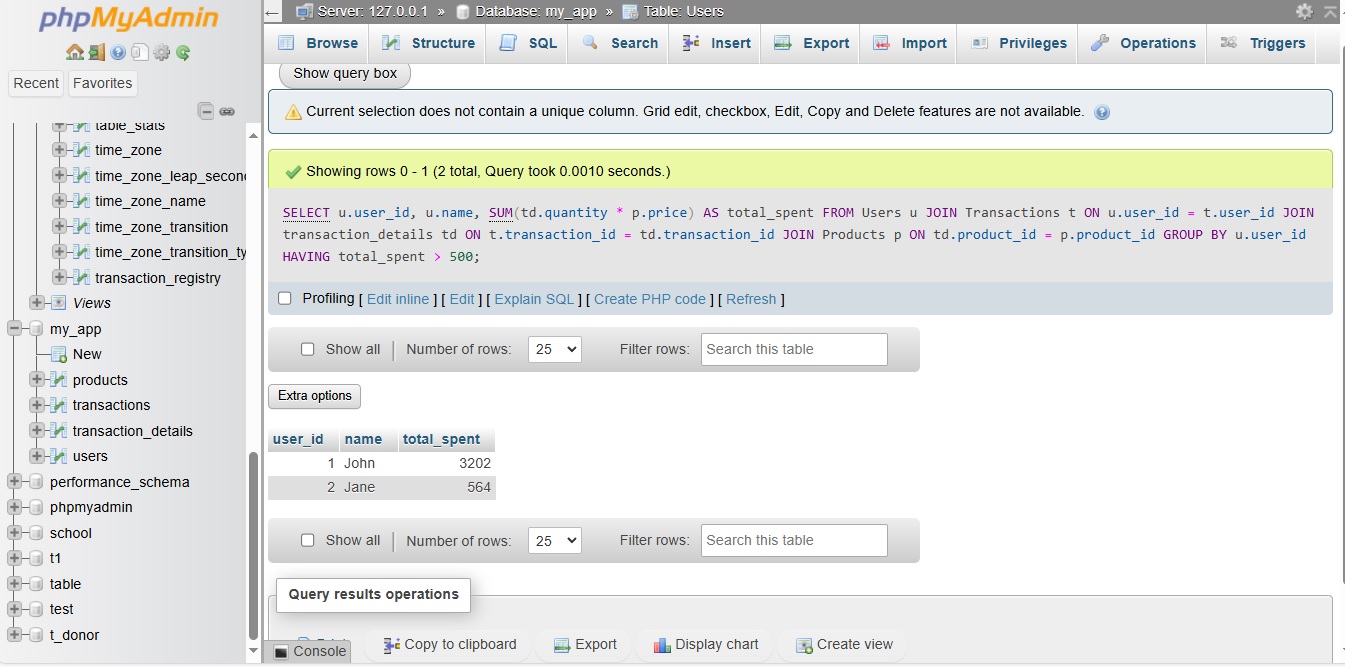 phpMyAdmin
Recent Favorites
table_stats
time_zone
time_zone_leap_secon
time_zone_name
time_zone_transition
time_zone_transition_ty
transaction_registry
Views
my_app
New
products
transactions
transaction_details
users
performance_schema
phpmyadmin
school
t1
table
test
t_donor
Server: 127.0.0.1 » Database: my_app » Table: Users
Browse Structure SQL Search Insert Export Import Privileges Operations Triggers
Show query box
Current selection does not contain a unique column. Grid edit, checkbox, Edit, Copy and Delete features are not available.
Showing rows 0 - 1 (2 total, Query took 0.0010 seconds.)
SELECT u.user_id, u.name, SUM(td.quantity * p.price) AS total_spent FROM Users u JOIN Transactions t ON u.user_id = t.user_id JOIN
transaction_details td ON t.transaction_id = td.transaction_id JOIN Products p ON td.product_id = p.product_id GROUP BY u.user_id
HAVING total_spent > 500;
Profiling [ Edit inline ] [ Edit ] [ Explain SQL ] [ Create PHP code ] [ Refresh ]
Show all | Number of rows: 25 Filter rows: Search this table
Extra options
user_id name total_spent
1 John 3202
2 Jane 564
Show all | Number of rows: 25 Filter rows: Search this table
Query results operations
Copy to clipboard Export Display chart Create view
Console